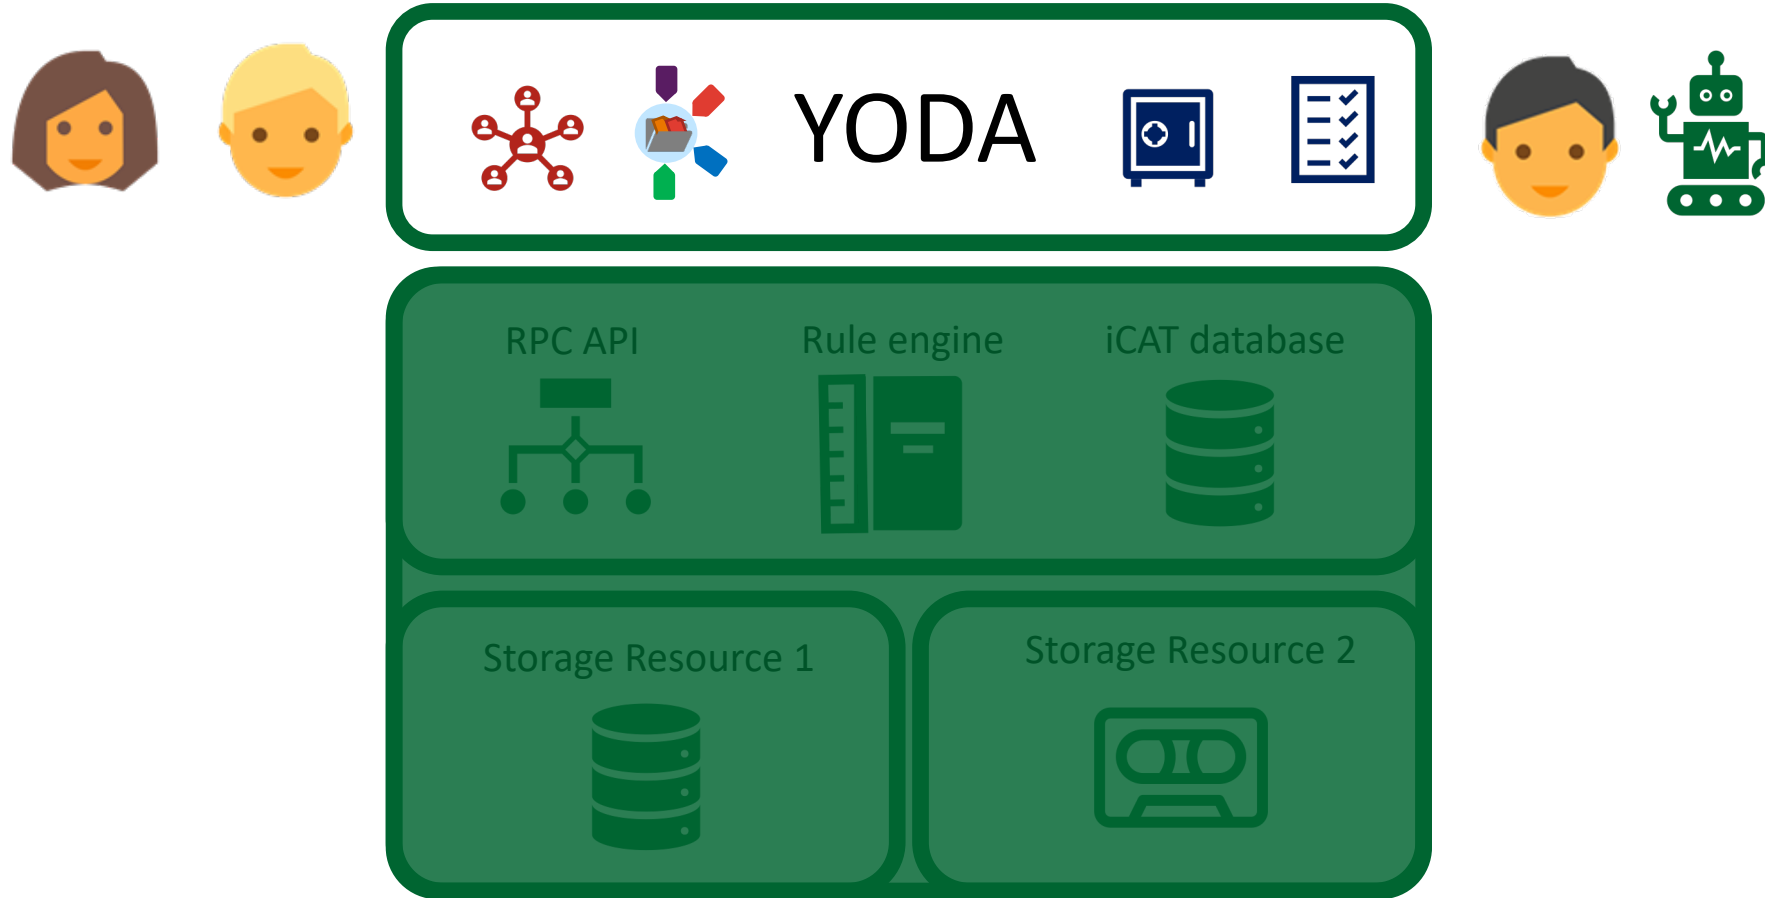 YODA
RPC API
Rule engine
iCAT database
Storage Resource 1
Storage Resource 2